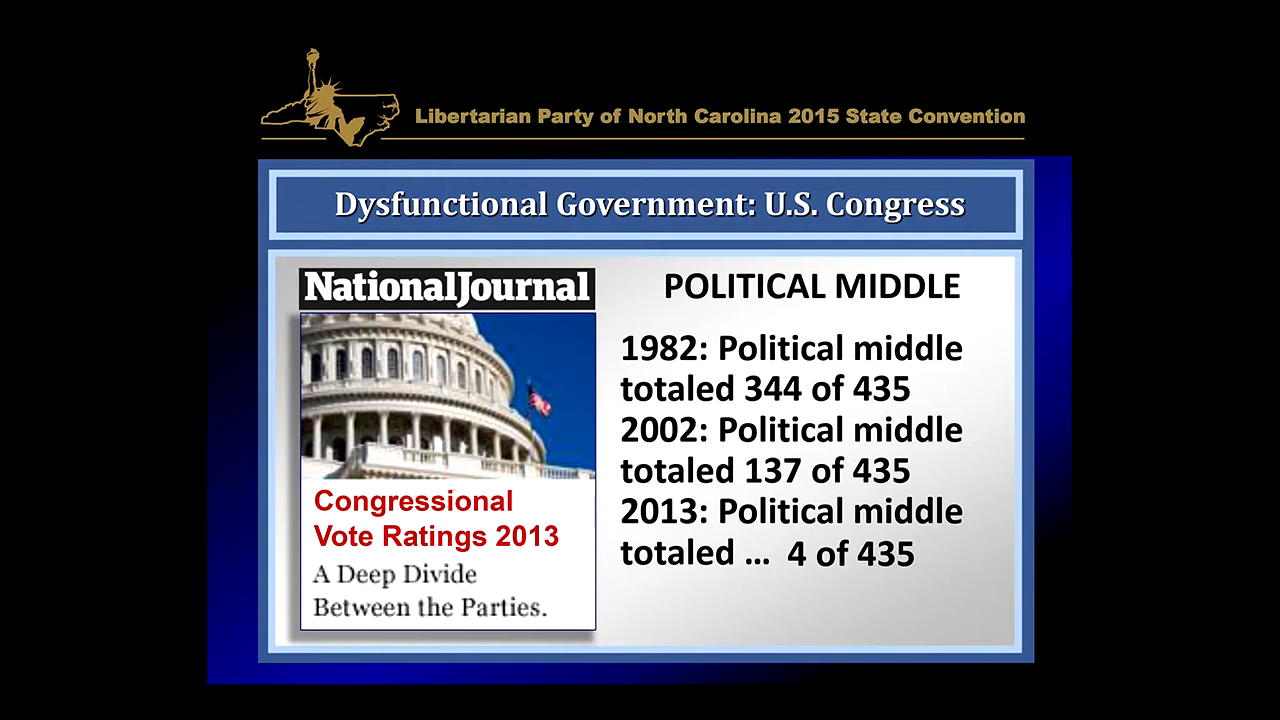 Libertarian Party of North Carolina 2015 State Convention
Dysfunctional Government: U.S. Congress
NationalJournal
Congressional
Vote Ratings 2013
A Deep Divide
Between the Parties.
POLITICAL MIDDLE
1982: Political middle
totaled 344 of 435
2002: Political middle
totaled 137 of 435
2013: Political middle
totaled ... 4 of 435